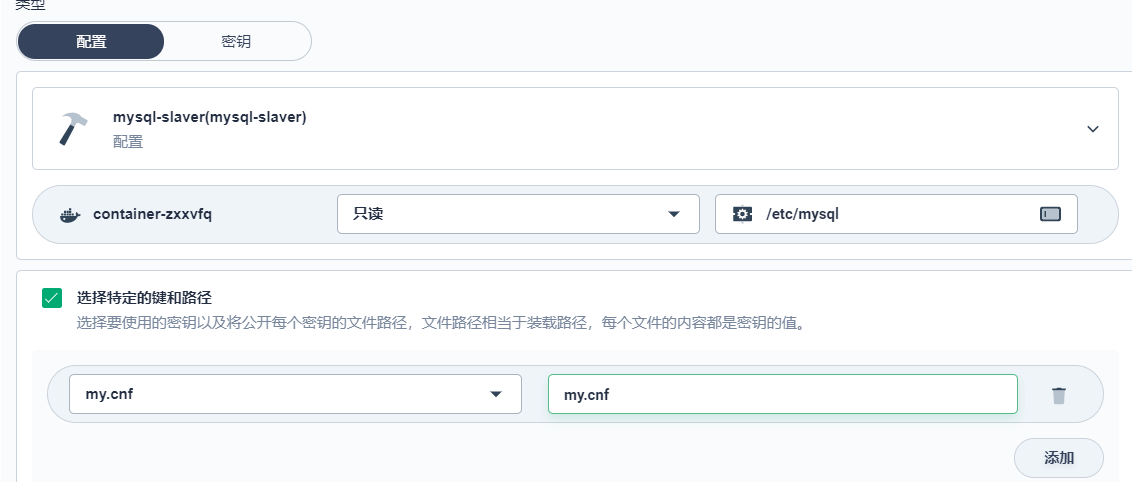 类型
配置 密钥
mysql-slaver(mysql-slaver)
配置
container-zxxvfq 只读 /etc/mysql
选择特定的键和路径
选择要使用的密钥以及将公开每个密钥的文件路径，文件路径相当于装载路径，每个文件的内容都是密钥的值。
my.cnf my.cnf
添加